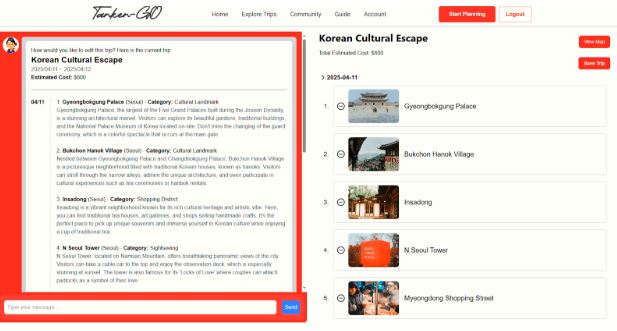 Tanken-GO
Home
Explore Trips
Community
Guide
Account
Start Planning
Logout
How would you like to edit this trip? Here is the current trip
Korean Cultural Escape
2025/04/11 ~ 2025/04/12
Estimated Cost: $600
04/11
1. Gyeongbokgung Palace (Seoul) - Category: Cultural Landmark
Gyeongbokgung Palace, the largest of the Five Grand Palaces built during the Joseon Dynasty,
is a stunning architectural marvel. Visitors can explore its beautiful gardens, traditional buildings,
and the National Palace Museum of Korea located on-site. Don't miss the changing of the guard
ceremony, which is a colorful spectacle that occurs at the main gate.
2. Bukchon Hanok Village (Seoul) - Category: Cultural Landmark
Nestled between Gyeongbokgung Palace and Changdeokgung Palace, Bukchon Hanok Village
is a picturesque neighborhood filled with traditional Korean houses, known as hanoks. Visitors
can stroll through the narrow alleys, admire the unique architecture, and even participate in
cultural experiences such as tea ceremonies or hanbok rentals.
3. Insadong (Seoul) - Category: Shopping District
Insadong is a vibrant neighborhood known for its rich cultural heritage and artistic vibe. Here,
you can find traditional tea houses, art galleries, and shops selling handmade crafts. It's the
perfect place to pick up unique souvenirs and immerse yourself in Korean culture while enjoying
a cup of traditional tea.
4. N Seoul Tower (Seoul) - Category: Sightseeing
N Seoul Tower, located on Namsan Mountain, offers breathtaking panoramic views of the city.
Visitors can take a cable car to the top and enjoy the observation deck, which is especially
stunning at sunset. The tower is also famous for its 'Locks of Love' where couples can attach
padlocks as a symbol of their love.
Type your message...
Send
Korean Cultural Escape
Total Estimated Cost: $600
View Map
Save Trip
2025-04-11
1.
Gyeongbokgung Palace
2.
Bukchon Hanok Village
3.
Insadong
4.
N Seoul Tower
5.
Myeongdong Shopping Street